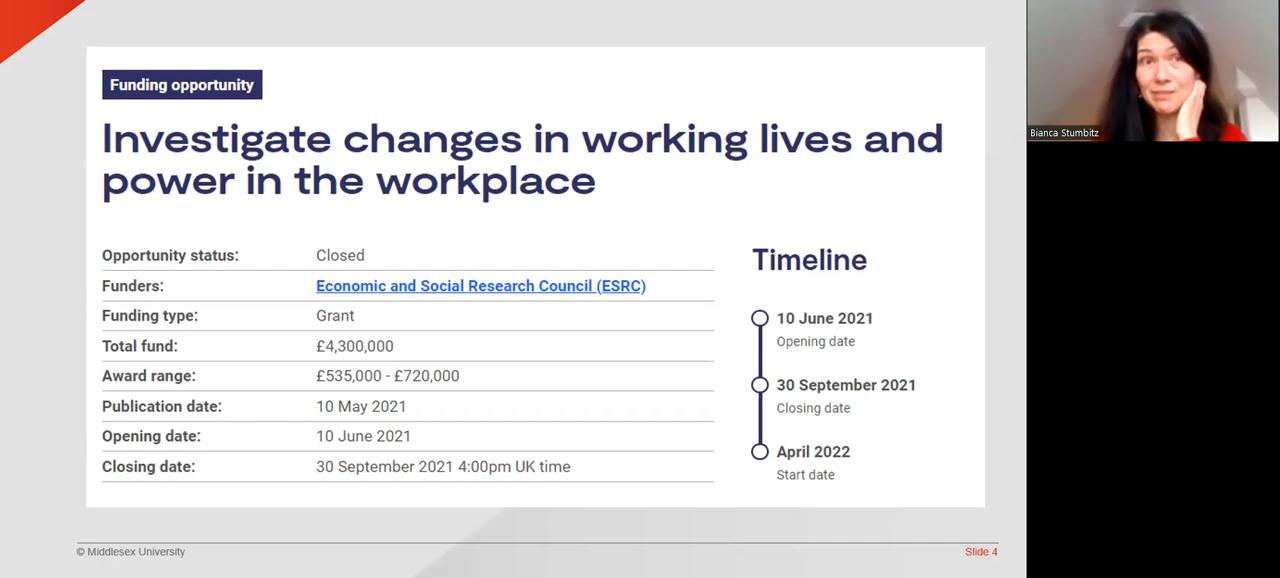 Funding opportunity
Investigate changes in working lives and
power in the workplace
Opportunity status: Closed
Funders: Economic and Social Research Council (ESRC)
Funding type: Grant
Total fund: £4,300,000
Award range: £535,000 - £720,000
Publication date: 10 May 2021
Opening date: 10 June 2021
Closing date: 30 September 2021 4:00pm UK time
Timeline
10 June 2021
Opening date
30 September 2021
Closing date
April 2022
Start date
© Middlesex University
Slide 4
Bianca Stumbitz